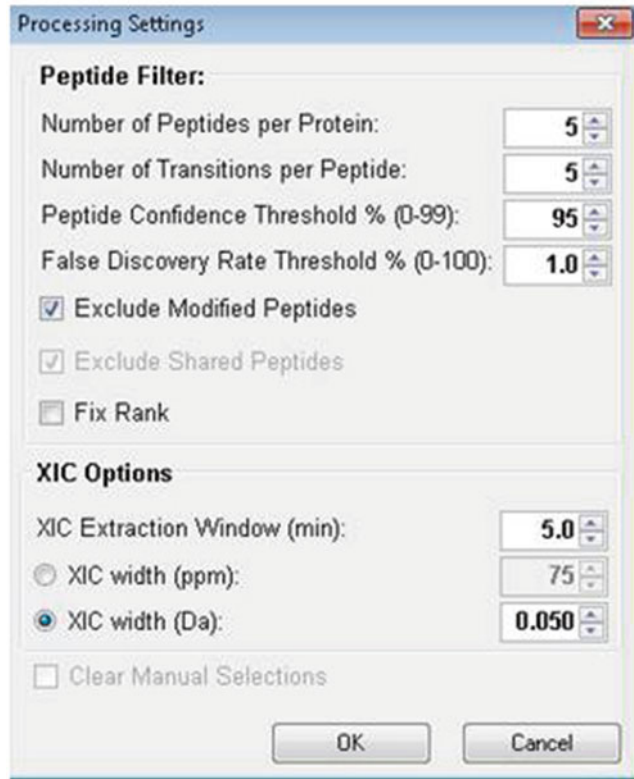 Processing Settings
Peptide Filter:
Number of Peptides per Protein: 5
Number of Transitions per Peptide: 5
Peptide Confidence Threshold % (0-99): 95
False Discovery Rate Threshold % (0-100): 1.0
Exclude Modified Peptides
Exclude Shared Peptides
Fix Rank
XIC Options
XIC Extraction Window (min): 5.0
XIC width (ppm): 75
XIC width (Da): 0.050
Clear Manual Selections
OK Cancel